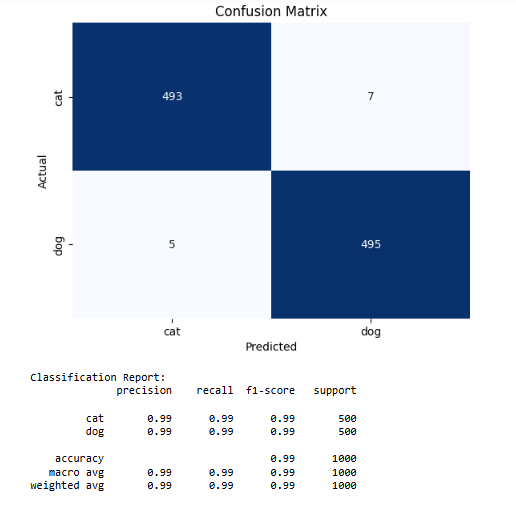 Confusion Matrix
cat
493
7
Actual
dog
5
495
cat dog
Predicted
Classification Report:
precision recall f1-score support
cat 0.99 0.99 0.99 500
dog 0.99 0.99 0.99 500
accuracy 0.99 1000
macro avg 0.99 0.99 0.99 1000
weighted avg 0.99 0.99 0.99 1000